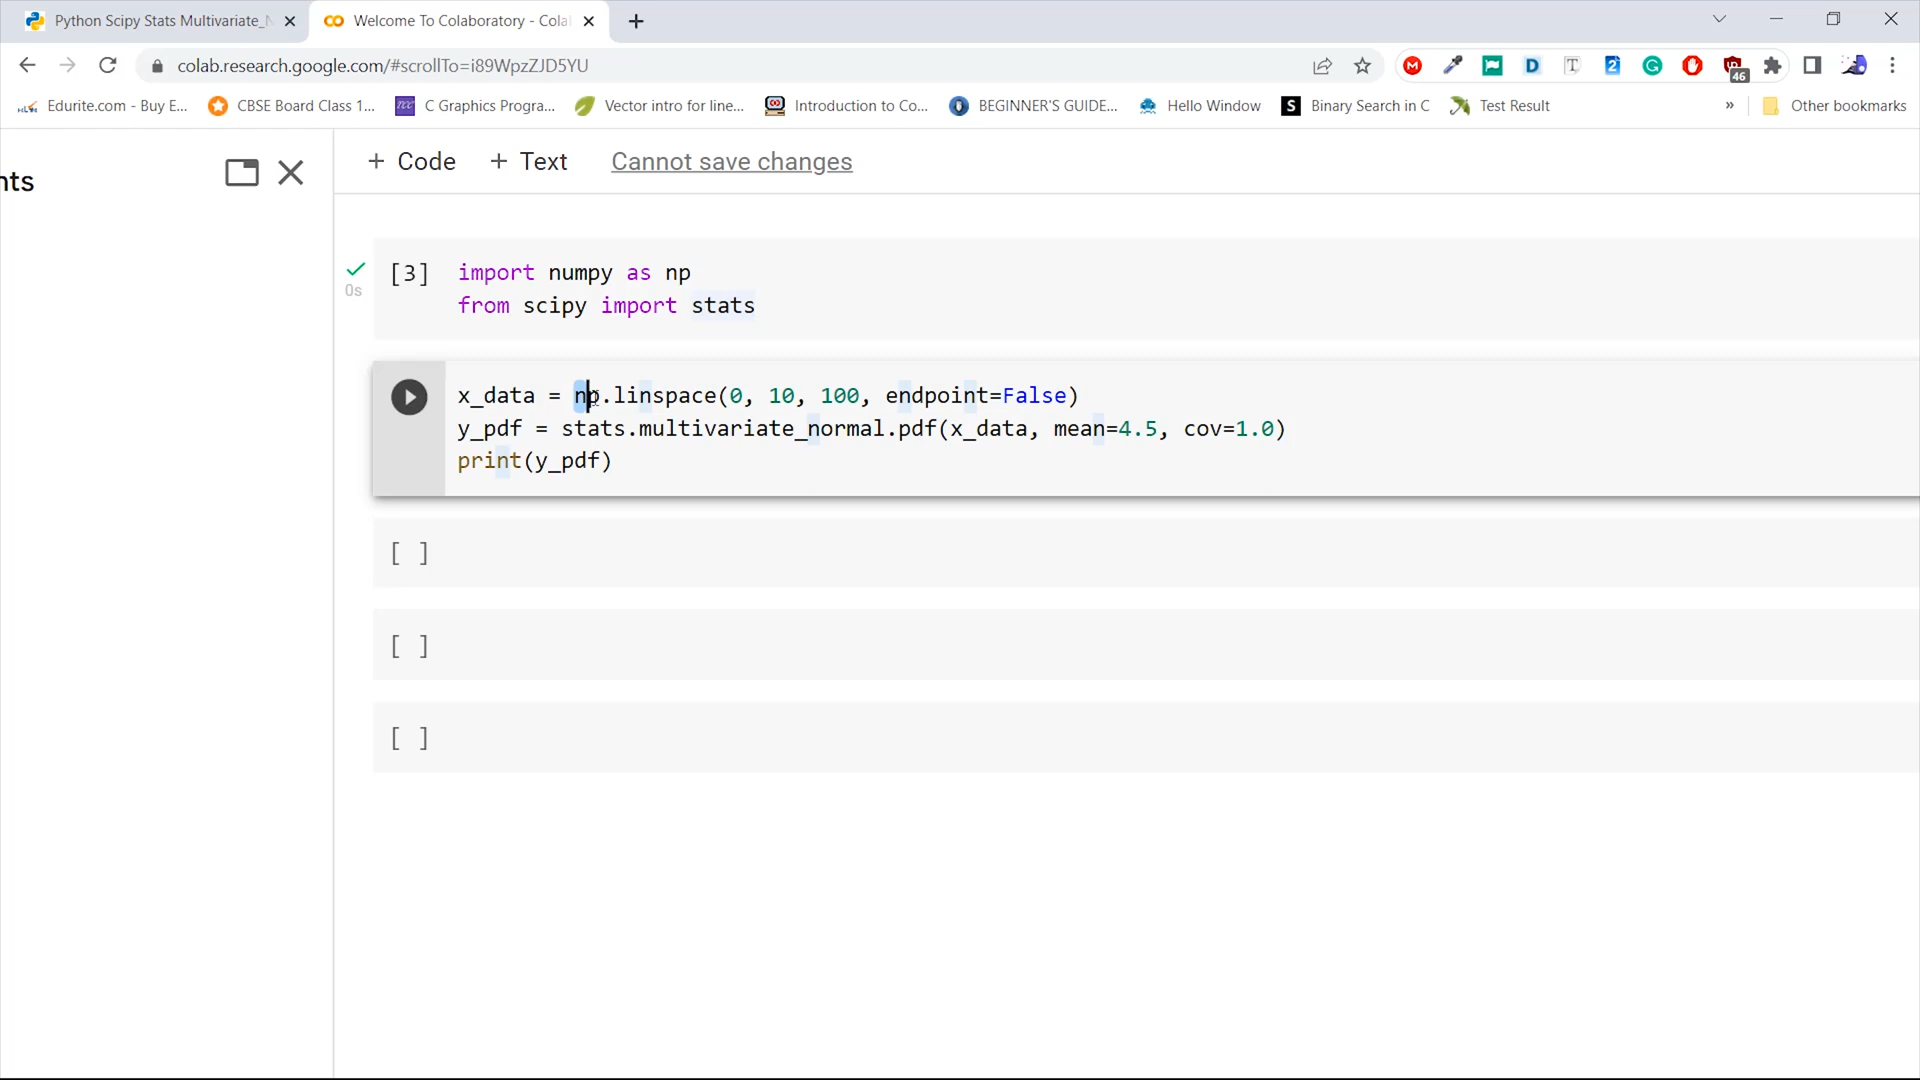 Python Scipy Stats Multivariate_N
Welcome To Colaboratory - Cola
colab.research.google.com/#scrollTo=i89WpzZJD5YU
46
Edurite.com - Buy E...
CBSE Board Class 1...
C Graphics Progra...
Vector intro for line...
Introduction to Co...
BEGINNER'S GUIDE...
Hello Window
Binary Search in C
Test Result
»
Other bookmarks
nts
+ Code
+ Text
Cannot save changes
0s
[3]
import numpy as np
from scipy import stats
x_data = np.linspace(0, 10, 100, endpoint=False)
y_pdf = stats.multivariate_normal.pdf(x_data, mean=4.5, cov=1.0)
print(y_pdf)
[ ]
[ ]
[ ]